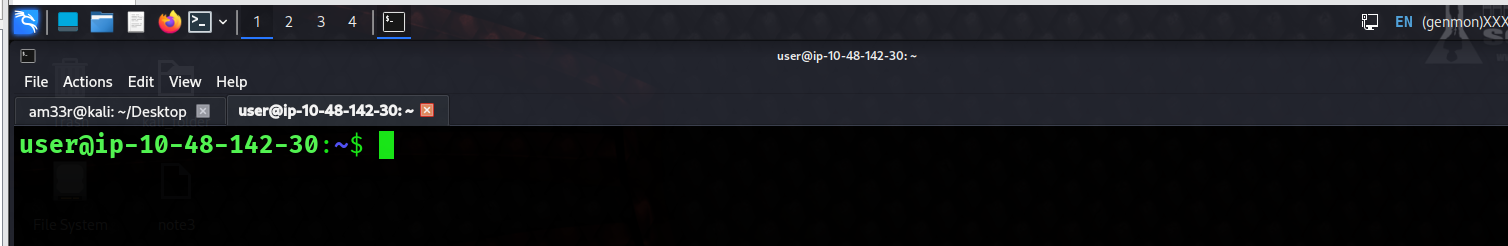 1 2 3 4 EN (genmon)XXX
user@ip-10-48-142-30: ~
File Actions Edit View Help
am33r@kali: ~/Desktop user@ip-10-48-142-30: ~
user@ip-10-48-142-30:~$
File System note3